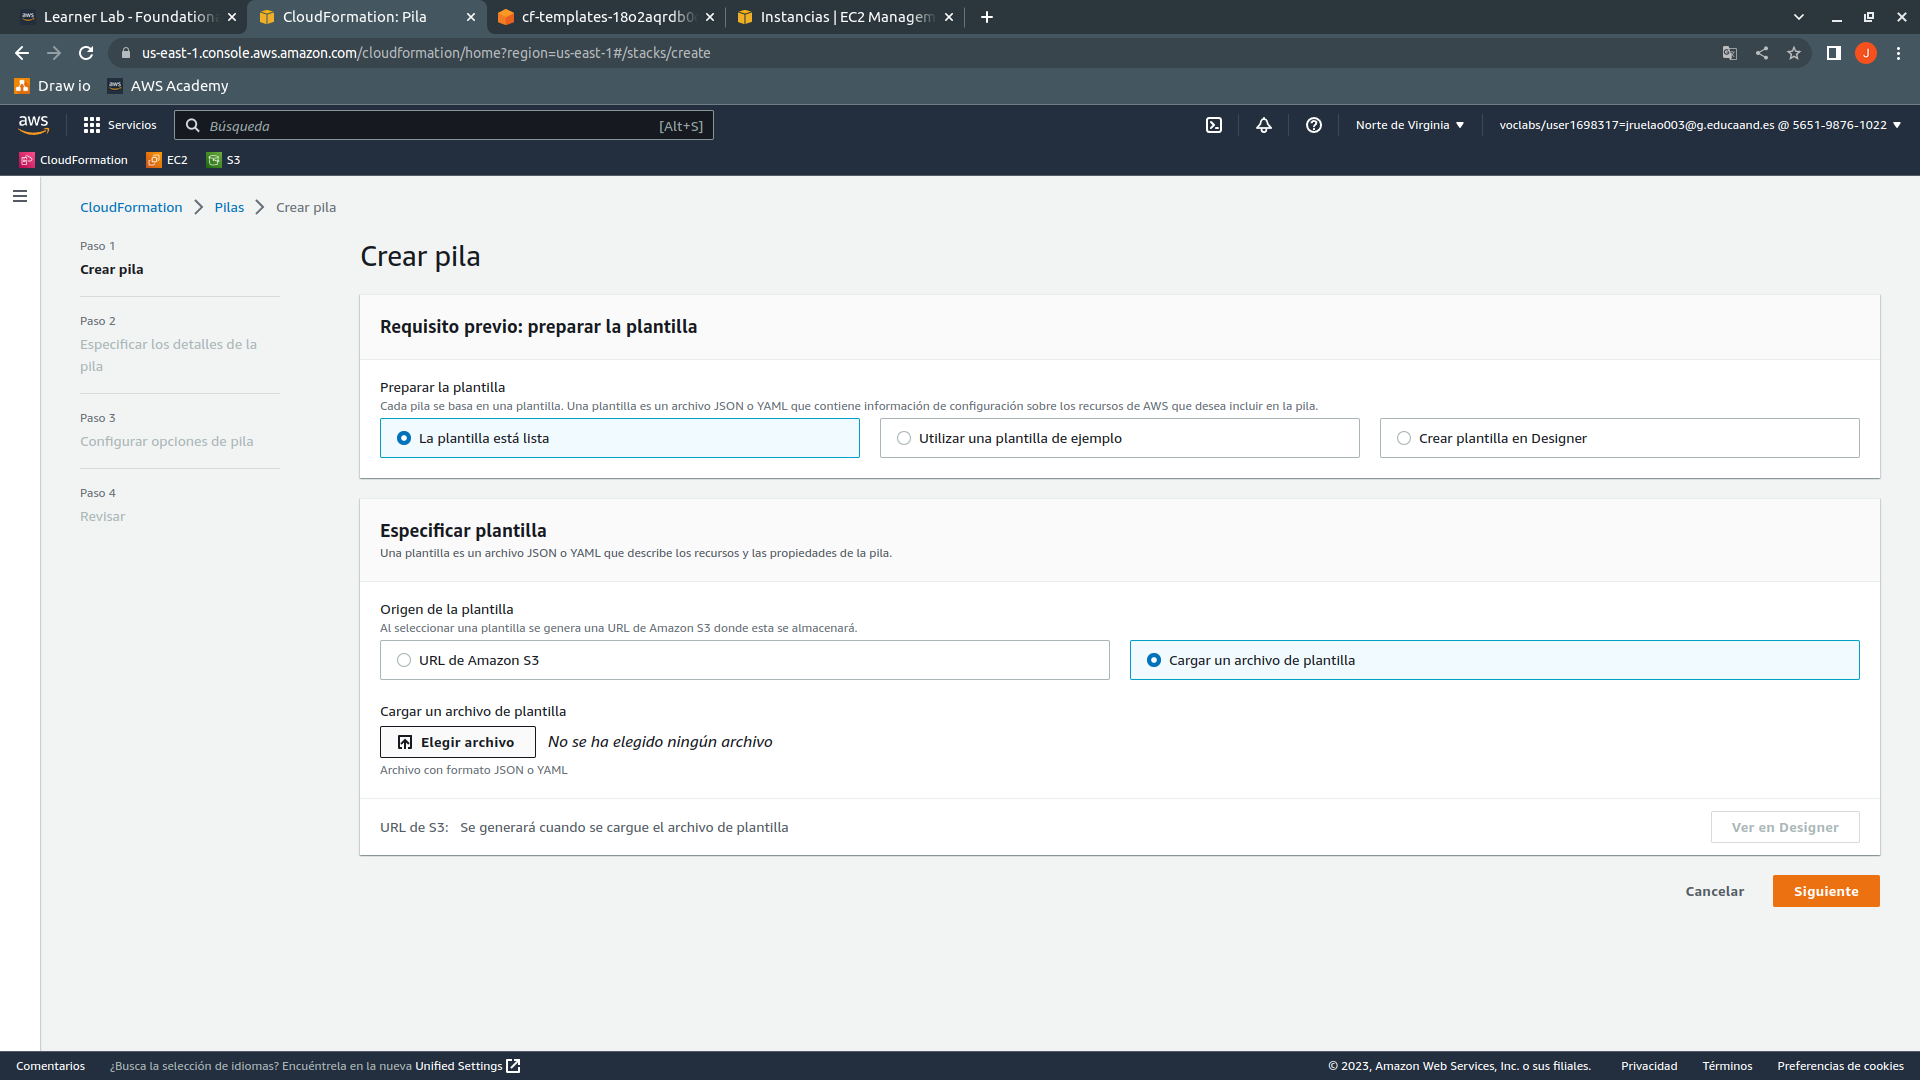 Learner Lab - Foundationa
CloudFormation: Pila
cf-templates-18o2aqrdb0
Instancias | EC2 Managem
us-east-1.console.aws.amazon.com/cloudformation/home?region=us-east-1#/stacks/create
J
Draw io
aws
AWS Academy
aws
Servicios
Búsqueda
[Alt+S]
Norte de Virginia
voclabs/user1698317=jruelao003@g.educaand.es @ 5651-9876-1022
CloudFormation
EC2
S3
CloudFormation
Pilas
Crear pila
Paso 1
Crear pila
Paso 2
Especificar los detalles de la
pila
Paso 3
Configurar opciones de pila
Paso 4
Revisar
Crear pila
Requisito previo: preparar la plantilla
Preparar la plantilla
Cada pila se basa en una plantilla. Una plantilla es un archivo JSON o YAML que contiene información de configuración sobre los recursos de AWS que desea incluir en la pila.
La plantilla está lista
Utilizar una plantilla de ejemplo
Crear plantilla en Designer
Especificar plantilla
Una plantilla es un archivo JSON o YAML que describe los recursos y las propiedades de la pila.
Origen de la plantilla
Al seleccionar una plantilla se genera una URL de Amazon S3 donde esta se almacenará.
URL de Amazon S3
Cargar un archivo de plantilla
Cargar un archivo de plantilla
Elegir archivo
No se ha elegido ningún archivo
Archivo con formato JSON o YAML
URL de S3: Se generará cuando se cargue el archivo de plantilla
Ver en Designer
Cancelar
Siguiente
Comentarios
¿Busca la selección de idiomas? Encuéntrela en la nueva Unified Settings
© 2023, Amazon Web Services, Inc. o sus filiales.
Privacidad
Términos
Preferencias de cookies